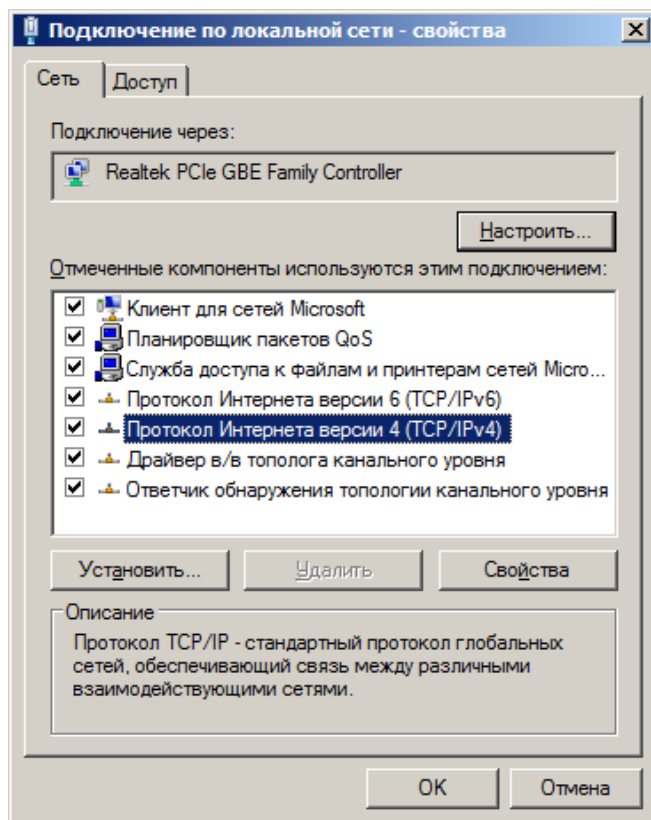 Подключение по локальной сети - свойства
Сеть
Доступ
Подключение через:
Realtek PCIe GBE Family Controller
Настроить...
Отмеченные компоненты используются этим подключением:
Клиент для сетей Microsoft
Планировщик пакетов QoS
Служба доступа к файлам и принтерам сетей Micro...
Протокол Интернета версии 6 (TCP/IPv6)
Протокол Интернета версии 4 (TCP/IPv4)
Драйвер в/в тополога канального уровня
Ответчик обнаружения топологии канального уровня
Установить...
Удалить
Свойства
Описание
Протокол TCP/IP - стандартный протокол глобальных
сетей, обеспечивающий связь между различными
взаимодействующими сетями.
OK
Отмена